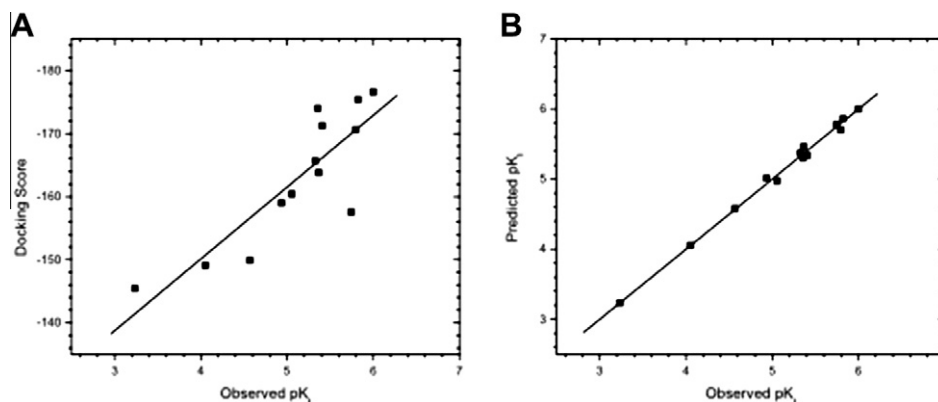 A
-180
-170
-160
-150
-140
Docking Score
3 4 5 6 7
Observed pKi
B
7
6
5
4
3
Predicted pKi
3 4 5 6
Observed pKi